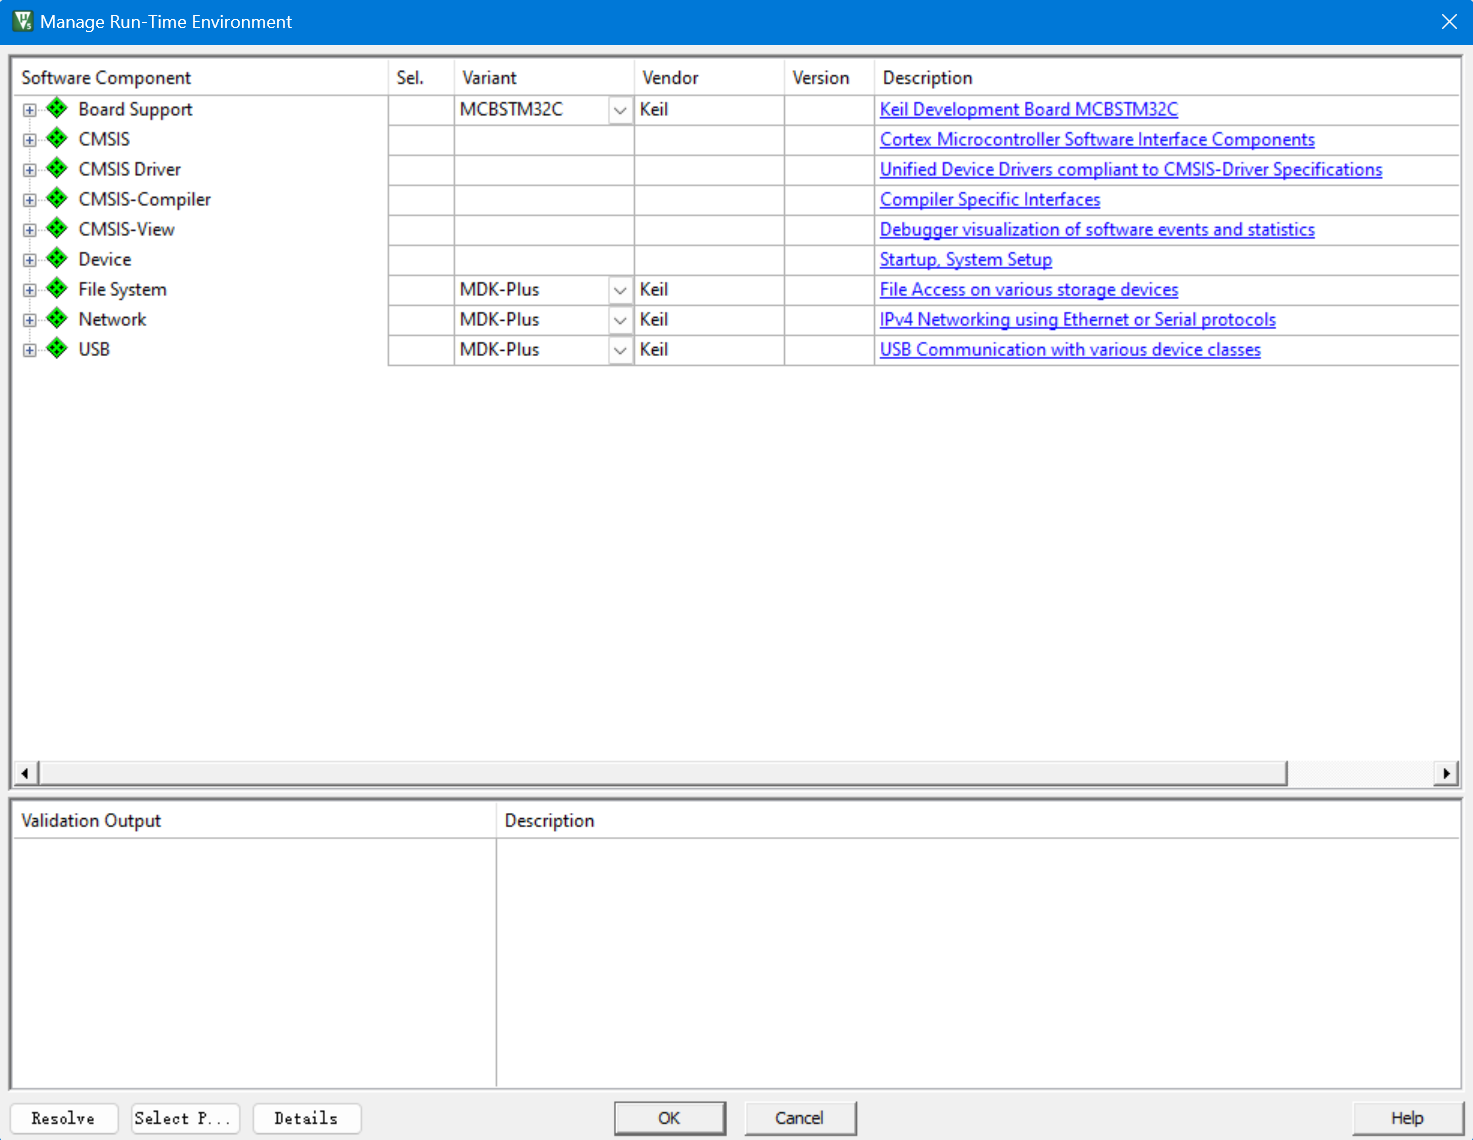 Manage Run-Time Environment
Software Component Sel. Variant Vendor Version Description
Board Support MCBSTM32C Keil Keil Development Board MCBSTM32C
CMSIS Cortex Microcontroller Software Interface Components
CMSIS Driver Unified Device Drivers compliant to CMSIS-Driver Specifications
CMSIS-Compiler Compiler Specific Interfaces
CMSIS-View Debugger visualization of software events and statistics
Device Startup, System Setup
File System MDK-Plus Keil File Access on various storage devices
Network MDK-Plus Keil IPv4 Networking using Ethernet or Serial protocols
USB MDK-Plus Keil USB Communication with various device classes
Validation Output Description
Resolve Select P... Details OK Cancel Help